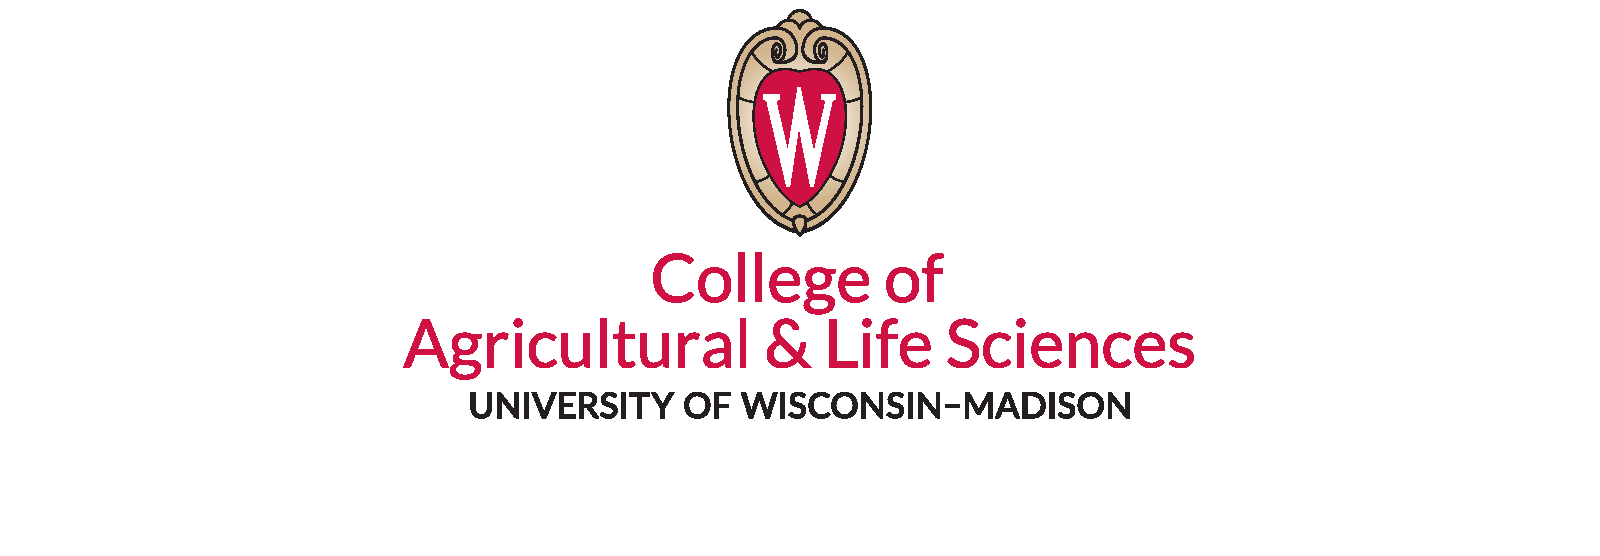 W
College of
Agricultural & Life Sciences
UNIVERSITY OF WISCONSIN–MADISON